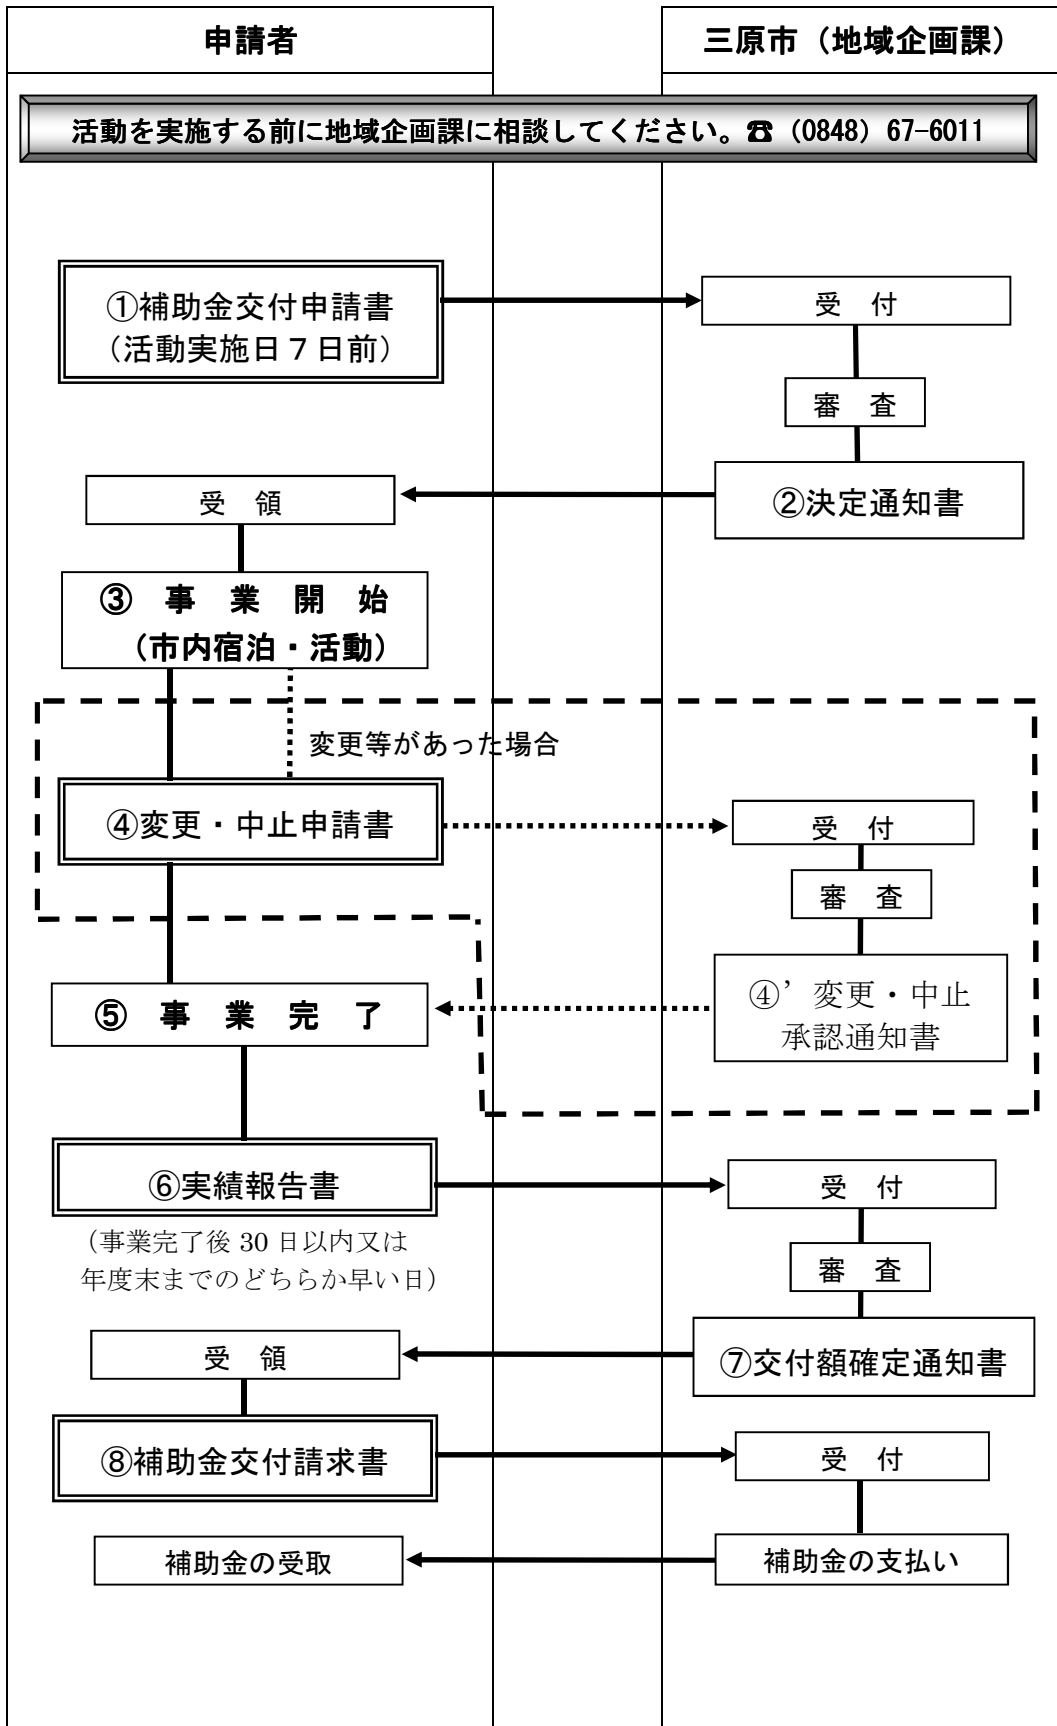 申請者
三原市（地域企画課）
活動を実施する前に地域企画課に相談してください。☎（0848）67-6011
①補助金交付申請書
（活動実施日７日前）
受　付
審　査
②決定通知書
受　領
③　事　業　開　始
（市内宿泊・活動）
変更等があった場合
④変更・中止申請書
受　付
審　査
④’変更・中止
承認通知書
⑤　事　業　完　了
⑥実績報告書
（事業完了後 30 日以内又は
年度末までのどちらか早い日）
受　付
審　査
⑦交付額確定通知書
受　領
⑧補助金交付請求書
受　付
補助金の支払い
補助金の受取